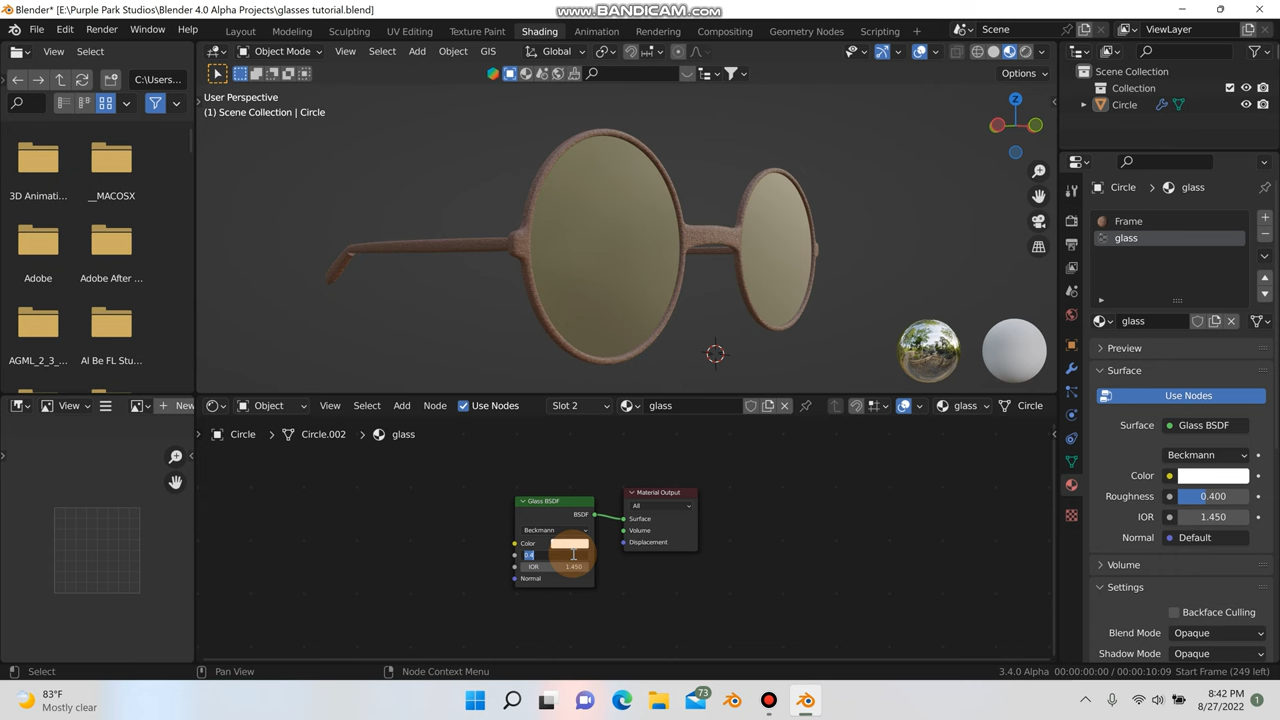 Blender* [E:\Purple Park Studios\Blender 4.0 Alpha Projects\glasses tutorial.blend]
www.BANDICAM.com
File Edit Render Window Help Layout Modeling Sculpting UV Editing Texture Paint Shading Animation Rendering Compositing Geometry Nodes Scripting + Scene ViewLayer
View Select Object Mode View Select Add Object GIS Global
C:\Users... Options
User Perspective
(1) Scene Collection | Circle
Scene Collection
Collection
Circle
Z
3D Animati... __MACOSX
Adobe Adobe After ...
AGML_2_3_... AI Be FL Stu...
Circle glass
Frame
glass
glass
Preview
Surface
Use Nodes
Surface Glass BSDF
Beckmann
Color
Roughness 0.400
IOR 1.450
Normal Default
Volume
Settings
Backface Culling
Blend Mode Opaque
Shadow Mode Opaque
View New Object View Select Add Node Use Nodes Slot 2 glass glass Circle
Circle Circle.002 glass
Glass BSDF
BSDF
Beckmann
Color
0.4
IOR 1.450
Normal
Material Output
All
Surface
Volume
Displacement
Select Pan View Node Context Menu 3.4.0 Alpha 00:00:00:00 / 00:00:10:09 Start Frame (249 left)
83°F
Mostly clear
73
8:42 PM
8/27/2022
1